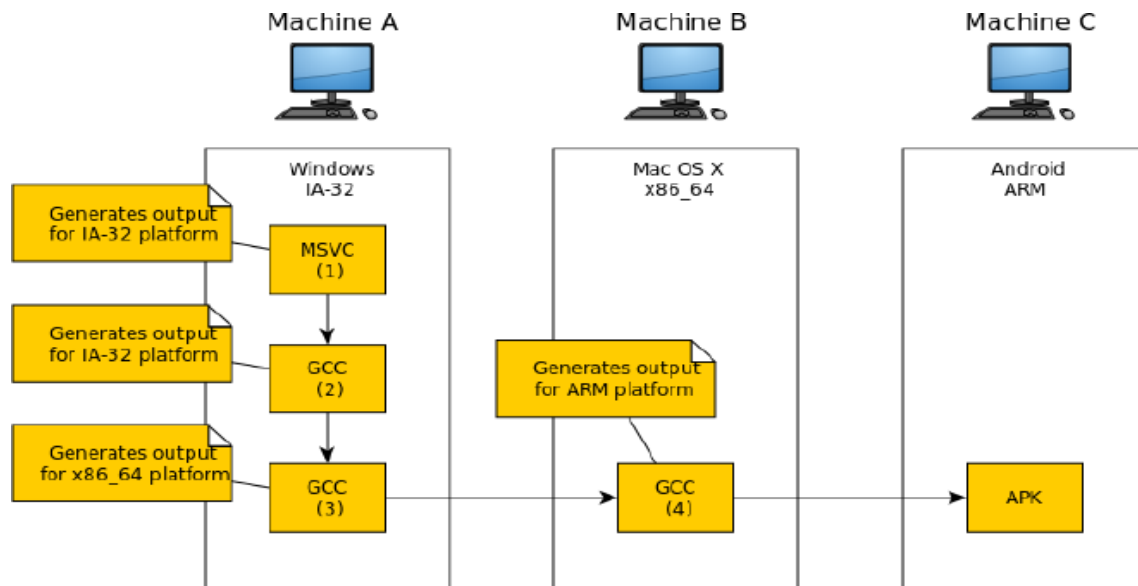 Machine A
Machine B
Machine C
Windows
IA-32
Mac OS X
x86_64
Android
ARM
Generates output
for IA-32 platform
MSVC
(1)
Generates output
for IA-32 platform
GCC
(2)
Generates output
for ARM platform
Generates output
for x86_64 platform
GCC
(3)
GCC
(4)
APK